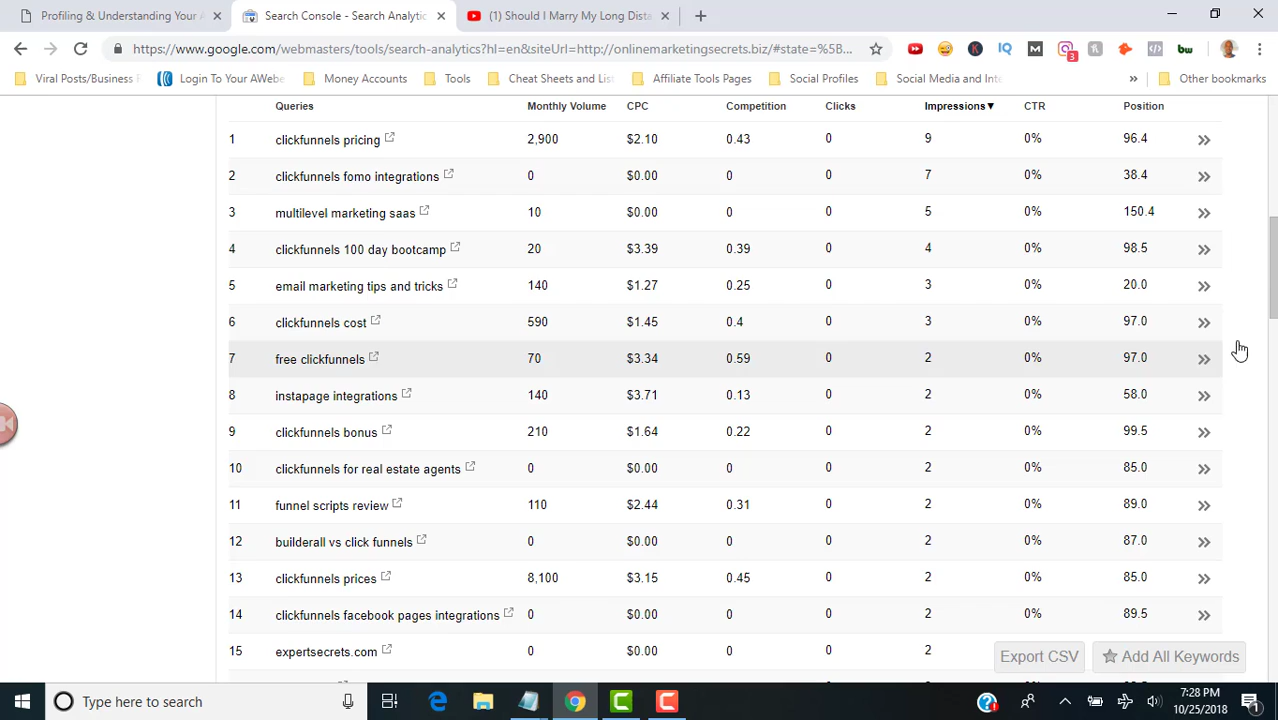 Profiling & Understanding Your A
Search Console - Search Analytic
(1) Should I Marry My Long Dista
https://www.google.com/webmasters/tools/search-analytics?hl=en&siteUrl=http://onlinemarketingsecrets.biz/#state=%5B...
3
bw
Viral Posts/Business
Login To Your AWebe
Money Accounts
Tools
Cheat Sheets and List
Affiliate Tools Pages
Social Profiles
Social Media and Inte
Other bookmarks
Queries Monthly Volume CPC Competition Clicks Impressions▼ CTR Position
1 clickfunnels pricing 2,900 $2.10 0.43 0 9 0% 96.4 »
2 clickfunnels fomo integrations 0 $0.00 0 0 7 0% 38.4 »
3 multilevel marketing saas 10 $0.00 0 0 5 0% 150.4 »
4 clickfunnels 100 day bootcamp 20 $3.39 0.39 0 4 0% 98.5 »
5 email marketing tips and tricks 140 $1.27 0.25 0 3 0% 20.0 »
6 clickfunnels cost 590 $1.45 0.4 0 3 0% 97.0 »
7 free clickfunnels 70 $3.34 0.59 0 2 0% 97.0 »
8 instapage integrations 140 $3.71 0.13 0 2 0% 58.0 »
9 clickfunnels bonus 210 $1.64 0.22 0 2 0% 99.5 »
10 clickfunnels for real estate agents 0 $0.00 0 0 2 0% 85.0 »
11 funnel scripts review 110 $2.44 0.31 0 2 0% 89.0 »
12 builderall vs click funnels 0 $0.00 0 0 2 0% 87.0 »
13 clickfunnels prices 8,100 $3.15 0.45 0 2 0% 85.0 »
14 clickfunnels facebook pages integrations 0 $0.00 0 0 2 0% 89.5 »
15 expertsecrets.com 0 $0.00 0 0 2
Export CSV
Add All Keywords
Type here to search
7:28 PM
10/25/2018
1